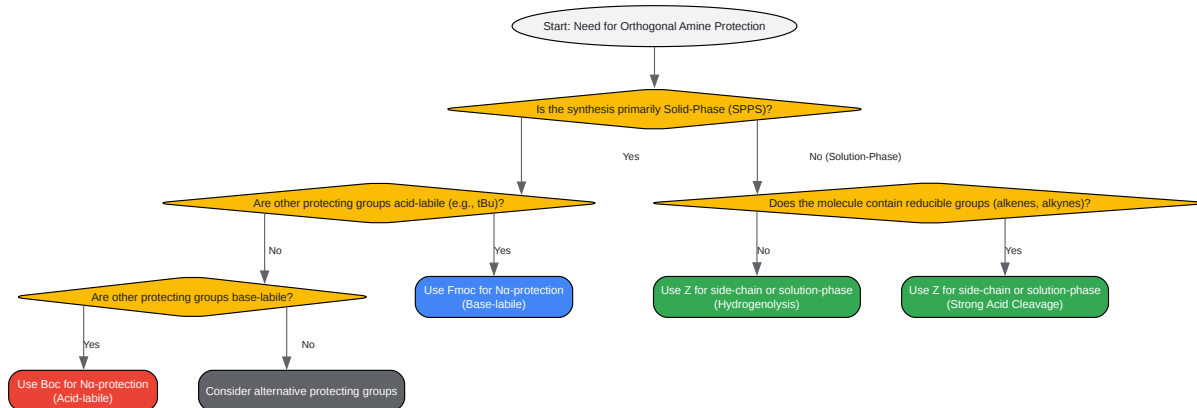 Start: Need for Orthogonal Amine Protection
Is the synthesis primarily Solid-Phase (SPPS)?
Yes
No (Solution-Phase)
Are other protecting groups acid-labile (e.g., tBu)?
Does the molecule contain reducible groups (alkenes, alkynes)?
No
Yes
No
Yes
Are other protecting groups base-labile?
Use Fmoc for Nα-protection
(Base-labile)
Use Z for side-chain or solution-phase
(Hydrogenolysis)
Use Z for side-chain or solution-phase
(Strong Acid Cleavage)
Yes
No
Use Boc for Nα-protection
(Acid-labile)
Consider alternative protecting groups